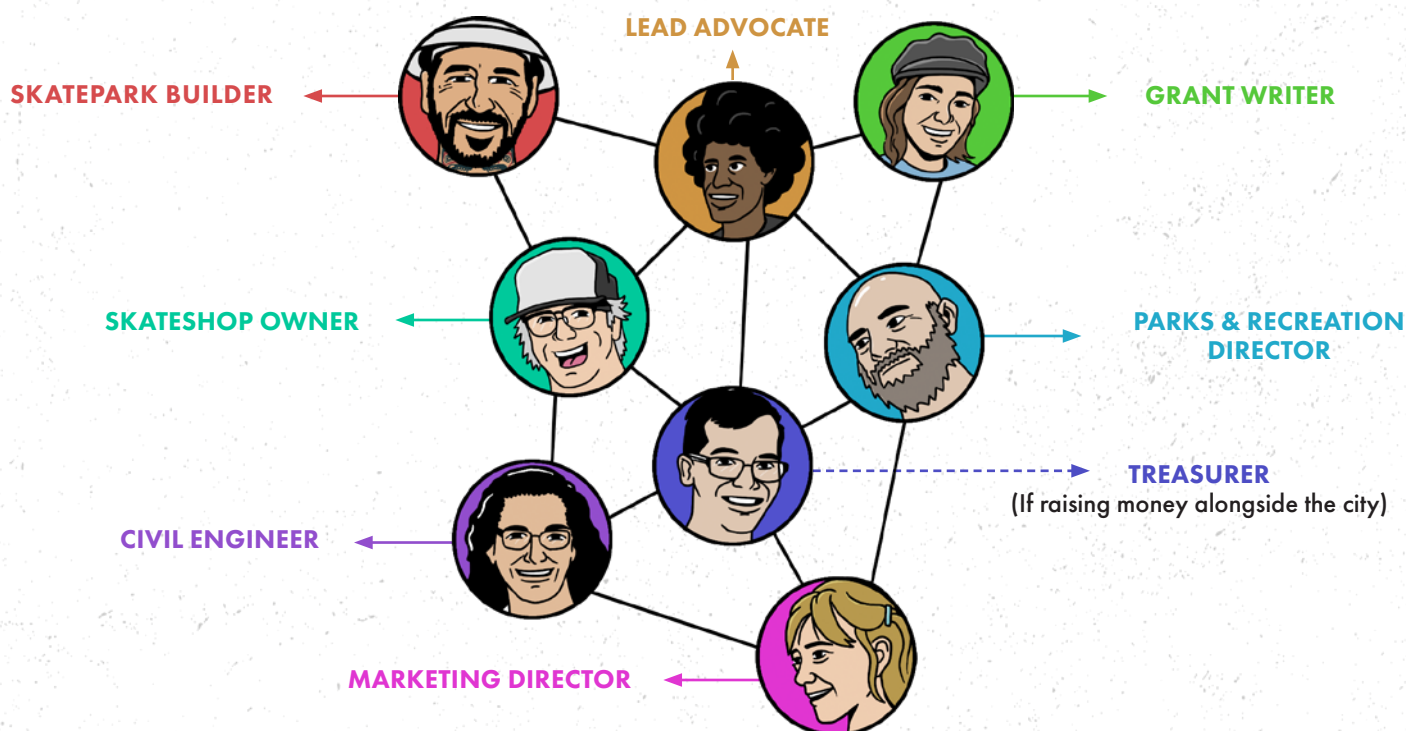 LEAD ADVOCATE
SKATEPARK BUILDER
GRANT WRITER
SKATESHOP OWNER
PARKS & RECREATION
DIRECTOR
TREASURER
(If raising money alongside the city)
CIVIL ENGINEER
MARKETING DIRECTOR